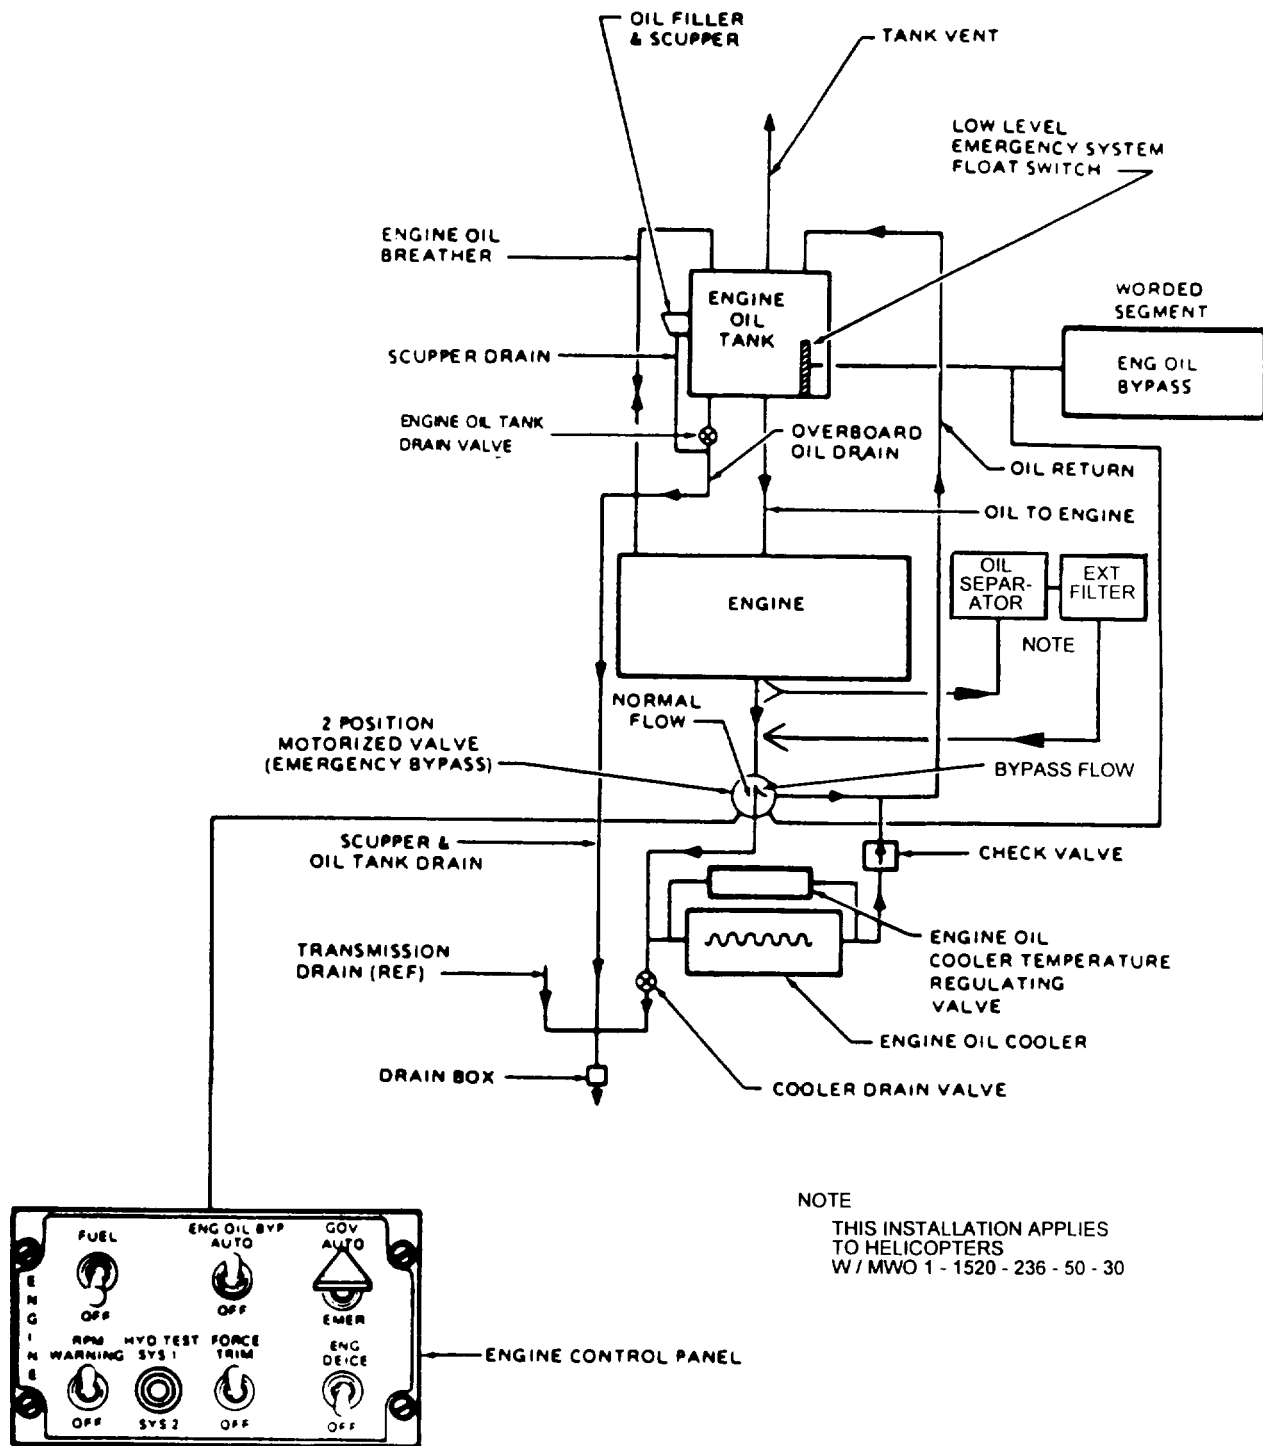 OIL FILLER
& SCUPPER
TANK VENT
LOW LEVEL
EMERGENCY SYSTEM
FLOAT SWITCH
ENGINE OIL
BREATHER
ENGINE
OIL
TANK
WORDED
SEGMENT
ENG OIL
BYPASS
SCUPPER DRAIN
ENGINE OIL TANK
DRAIN VALVE
OVERBOARD
OIL DRAIN
OIL RETURN
OIL TO ENGINE
ENGINE
OIL
SEPAR-
ATOR
EXT
FILTER
NOTE
NORMAL
FLOW
2 POSITION
MOTORIZED VALVE
(EMERGENCY BYPASS)
BYPASS FLOW
SCUPPER &
OIL TANK DRAIN
CHECK VALVE
TRANSMISSION
DRAIN (REF)
ENGINE OIL
COOLER TEMPERATURE
REGULATING
VALVE
ENGINE OIL COOLER
DRAIN BOX
COOLER DRAIN VALVE
NOTE
THIS INSTALLATION APPLIES
TO HELICOPTERS
W / MWO 1 - 1520 - 236 - 50 - 30
ENGINE
FUEL
OFF
ENG OIL BYP
AUTO
OFF
GOV
AUTO
EMER
RPM
WARNING
OFF
HYD TEST
SYS 1
SYS 2
FORCE
TRIM
OFF
ENG
DEICE
OFF
ENGINE CONTROL PANEL